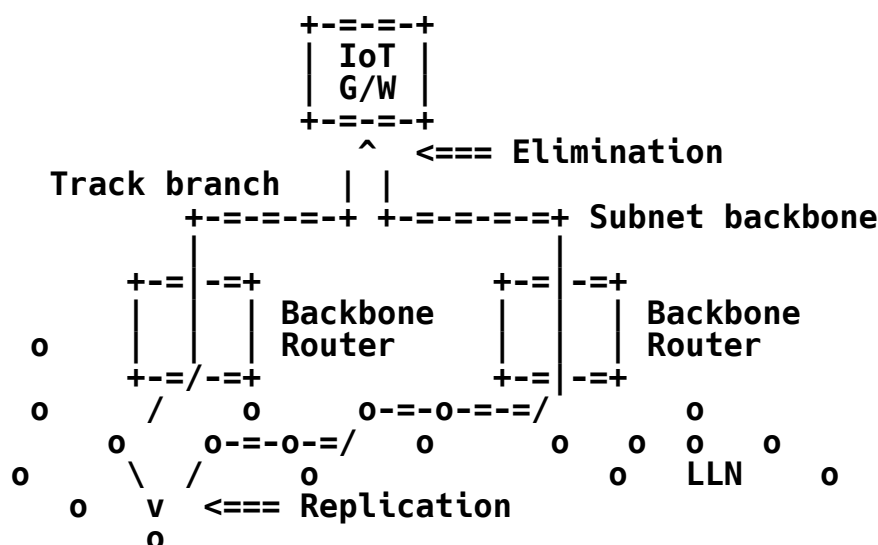 +-=-=-+
| IoT |
| G/W |
+-=-=-+
^ <=== Elimination
Track branch | |
+-=-=-=-+ +-=-=-=-=+ Subnet backbone
| |
+-=|-=+ +-=|-=+
| | | Backbone | | | Backbone
o | | | Router | | | Router
+-=/-=+ +-=|-=+
o / o o-=-o-=-=/ o
o o-=-o-=/ o o o o o
o \ / o o LLN o
o v <=== Replication
o